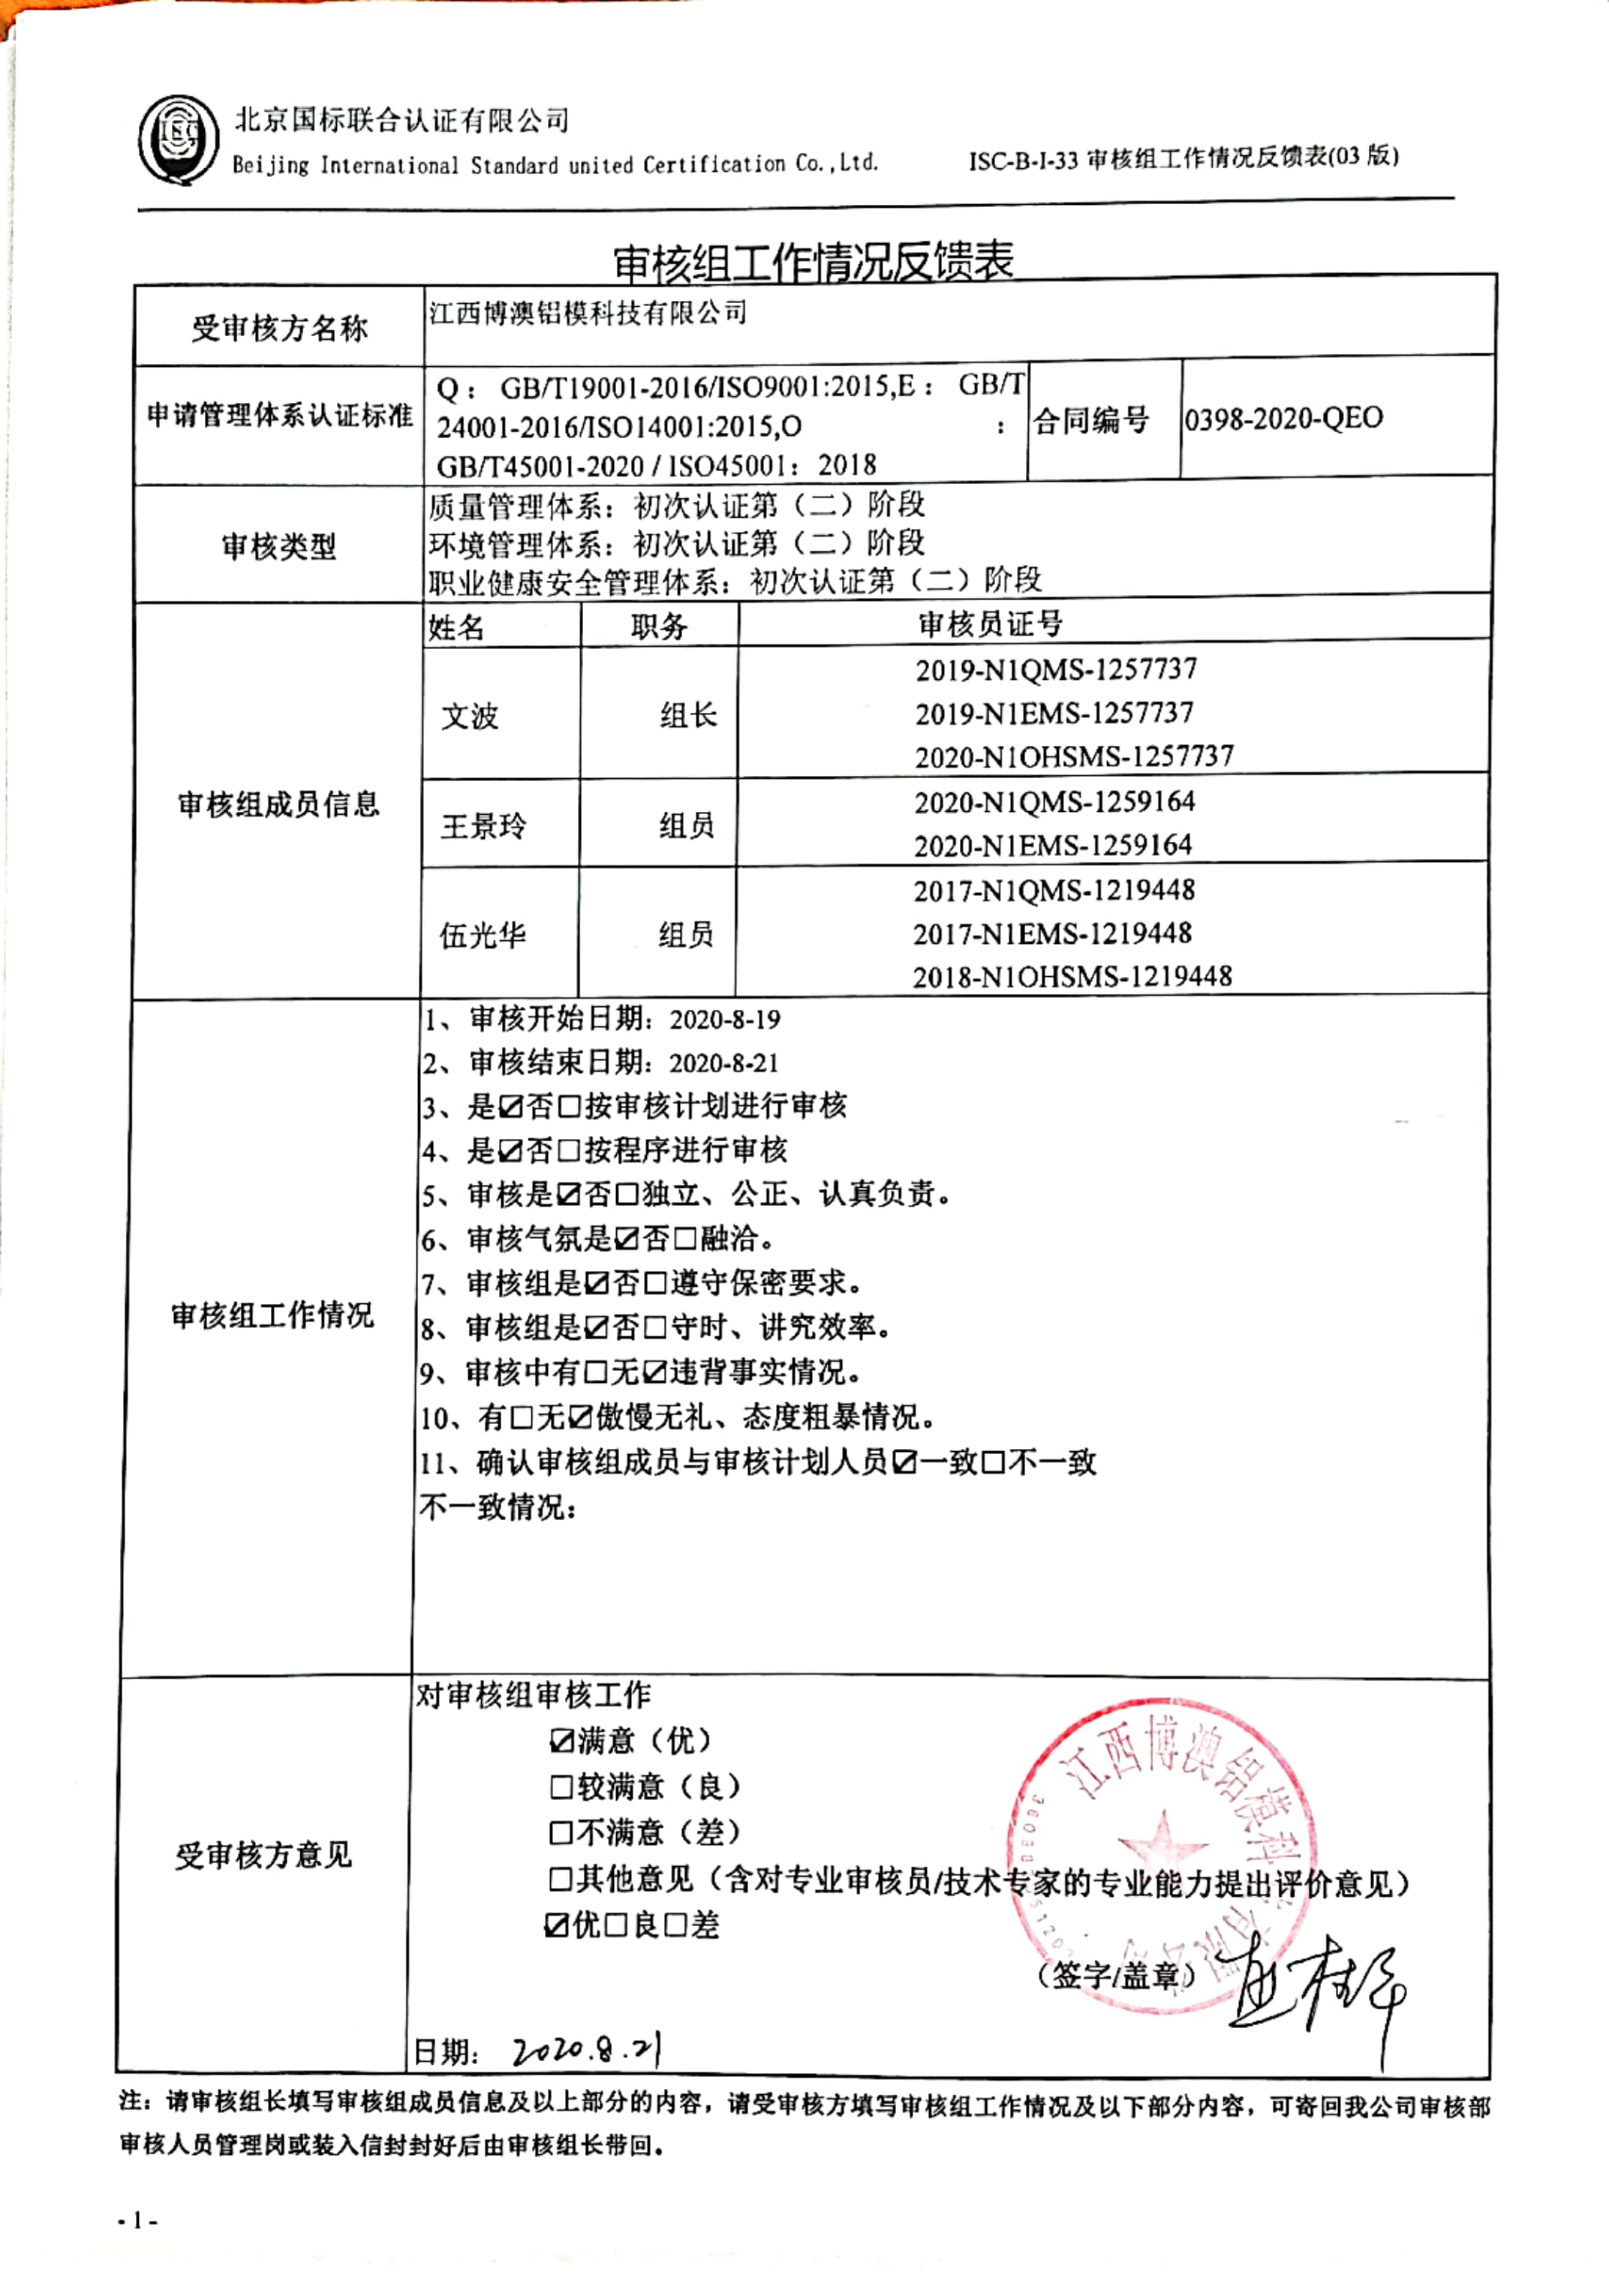 ISC
北京国标联合认证有限公司
Beijing International Standard united Certification Co.,Ltd.
ISC-B-I-33 审核组工作情况反馈表(03 版)
审核组工作情况反馈表
受审核方名称
江西博澳铝模科技有限公司
申请管理体系认证标准
Q： GB/T19001-2016/ISO9001:2015,E： GB/T
24001-2016/ISO14001:2015,O ：
GB/T45001-2020 / ISO45001：2018
合同编号
0398-2020-QEO
审核类型
质量管理体系：初次认证第（二）阶段
环境管理体系：初次认证第（二）阶段
职业健康安全管理体系：初次认证第（二）阶段
审核组成员信息
姓名 职务 审核员证号
文波 组长
2019-N1QMS-1257737
2019-N1EMS-1257737
2020-N1OHSMS-1257737
王景玲 组员
2020-N1QMS-1259164
2020-N1EMS-1259164
伍光华 组员
2017-N1QMS-1219448
2017-N1EMS-1219448
2018-N1OHSMS-1219448
审核组工作情况
1、审核开始日期：2020-8-19
2、审核结束日期：2020-8-21
3、是☑否□按审核计划进行审核
4、是☑否□按程序进行审核
5、审核是☑否□独立、公正、认真负责。
6、审核气氛是☑否□融洽。
7、审核组是☑否□遵守保密要求。
8、审核组是☑否□守时、讲究效率。
9、审核中有□无☑违背事实情况。
10、有□无☑傲慢无礼、态度粗暴情况。
11、确认审核组成员与审核计划人员☑一致□不一致
不一致情况：
受审核方意见
对审核组审核工作
☑满意（优）
□较满意（良）
□不满意（差）
□其他意见（含对专业审核员/技术专家的专业能力提出评价意见）
☑优□良□差
江西博澳铝模科技有限公司
（签字/盖章）
日期： 2020.8.21
注：请审核组长填写审核组成员信息及以上部分的内容，请受审核方填写审核组工作情况及以下部分内容，可寄回我公司审核部
审核人员管理岗或装入信封封好后由审核组长带回。
- 1 -